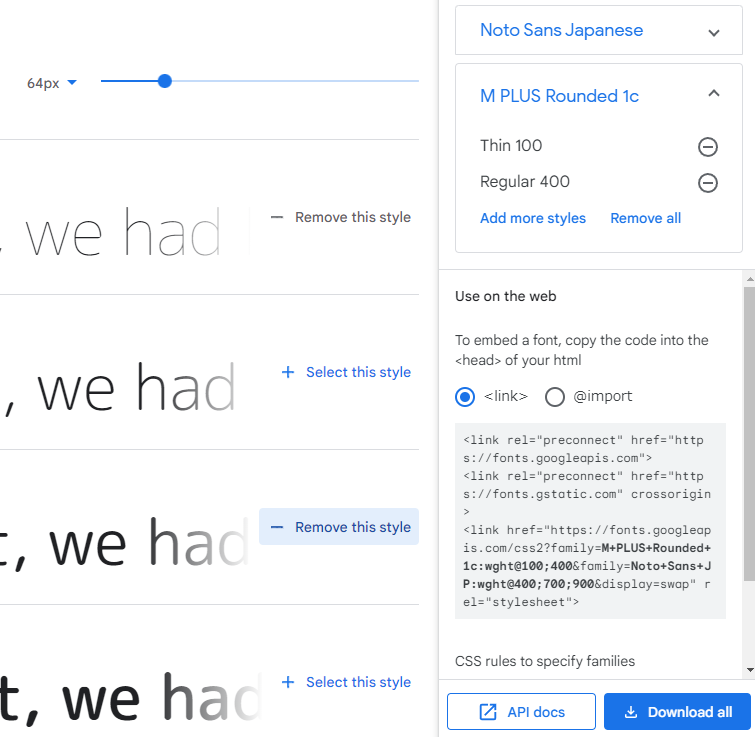 64px
, we had
Remove this style
, we had
Select this style
t, we had
Remove this style
t, we had
Select this style
Noto Sans Japanese
M PLUS Rounded 1c
Thin 100
Regular 400
Add more styles Remove all
Use on the web
To embed a font, copy the code into the
<head> of your html
<link> @import
<link rel="preconnect" href="http
s://fonts.googleapis.com">
<link rel="preconnect" href="http
s://fonts.gstatic.com" crossorigin
>
<link href="https://fonts.googleap
is.com/css2?family=M+PLUS+Rounded+
1c:wght@100;400&family=Noto+Sans+J
P:wght@400;700;900&display=swap" r
el="stylesheet">
CSS rules to specify families
API docs Download all